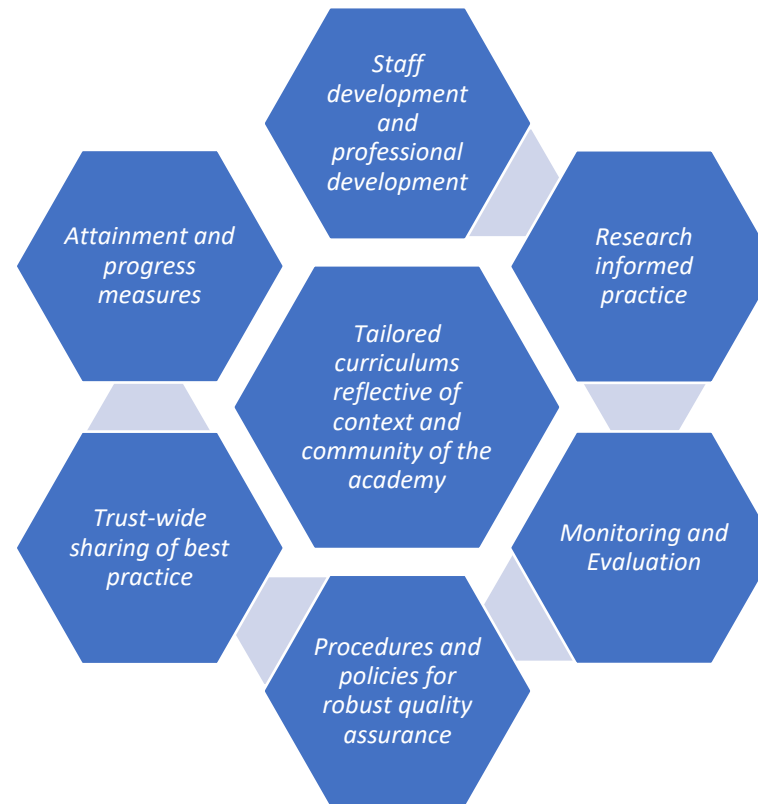 Staff
development
and
professional
development
Attainment and
progress
measures
Research
informed
practice
Tailored
curriculums
reflective of
context and
community of the
academy
Trust-wide
sharing of best
practice
Monitoring and
Evaluation
Procedures and
policies for
robust quality
assurance